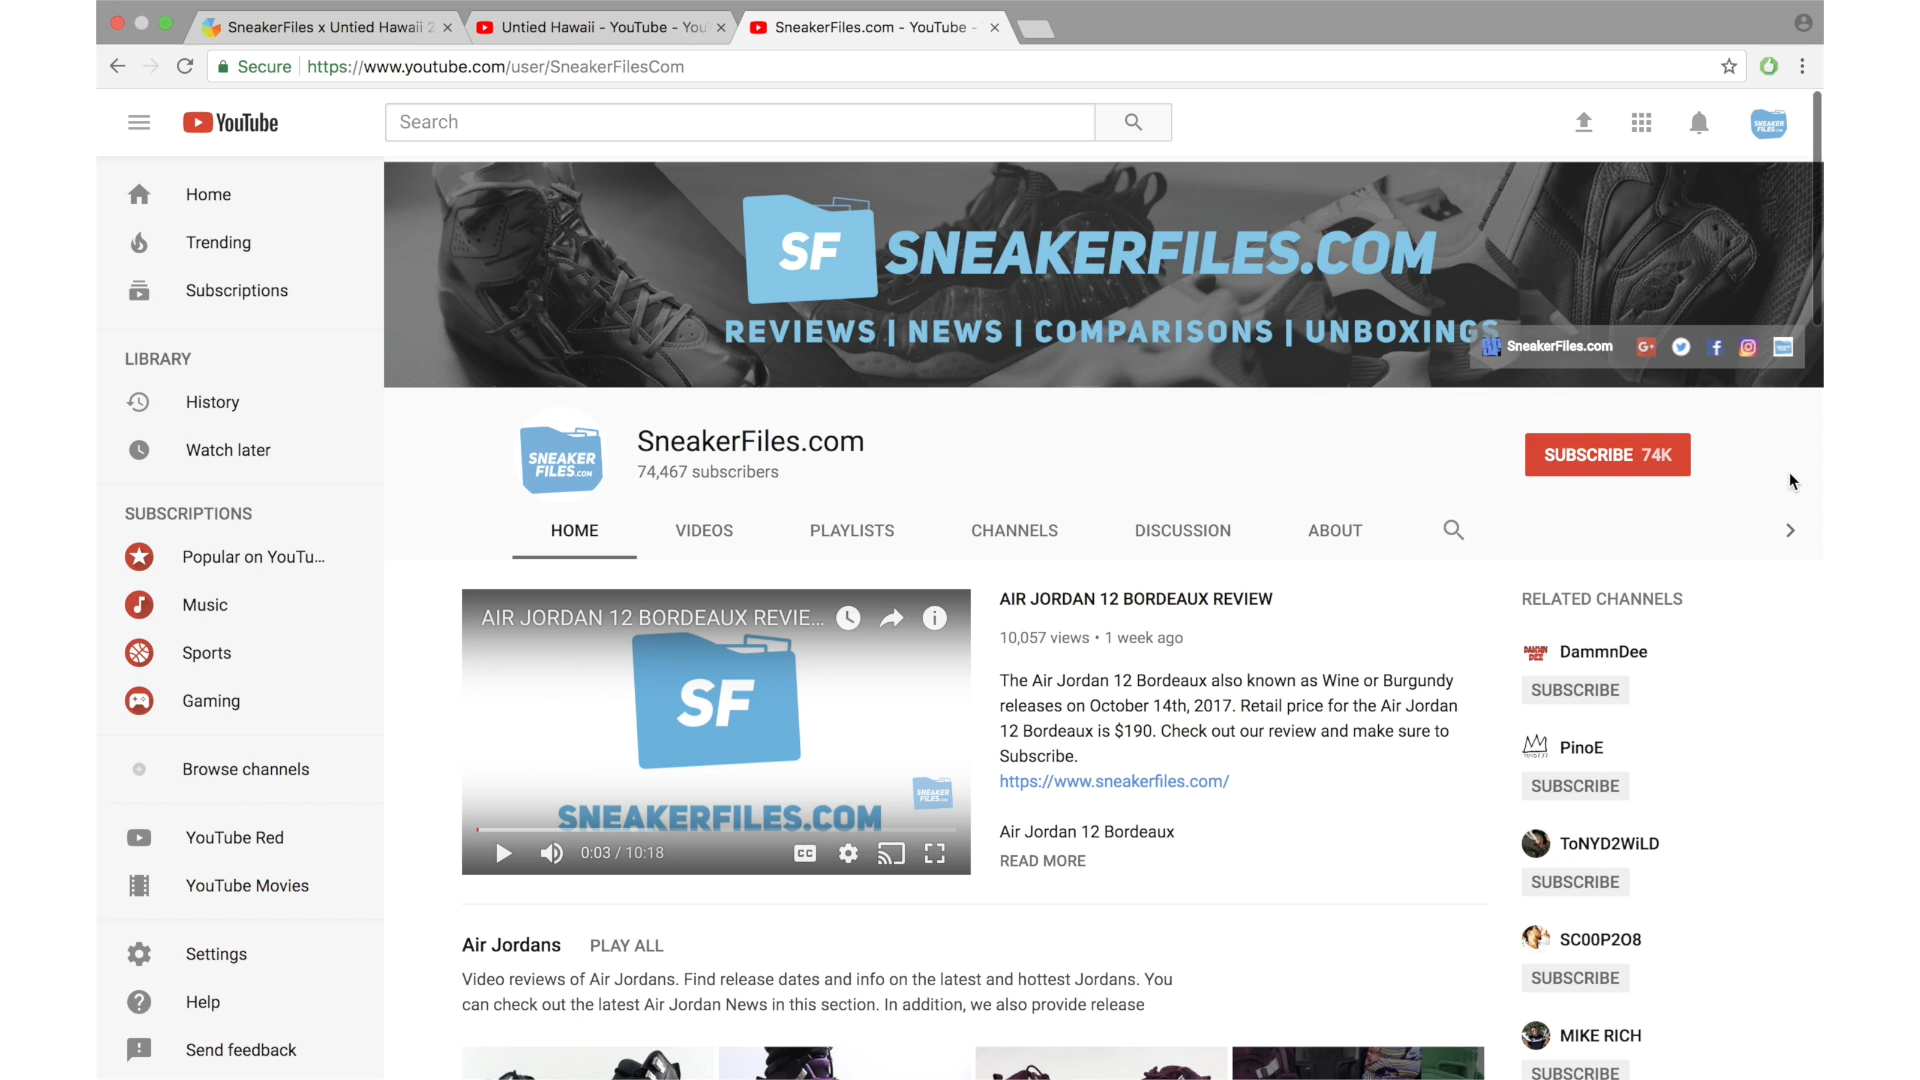 SneakerFiles x Untied Hawaii 2
Untied Hawaii - YouTube - You
SneakerFiles.com - YouTube -
Secure
https://www.youtube.com/user/SneakerFilesCom
YouTube
Search
SNEAKER
FILES.COM
Home
Trending
Subscriptions
LIBRARY
History
Watch later
SUBSCRIPTIONS
Popular on YouTu...
Music
Sports
Gaming
Browse channels
YouTube Red
YouTube Movies
Settings
Help
Send feedback
SF SNEAKERFILES.COM
REVIEWS | NEWS | COMPARISONS | UNBOXINGS
SneakerFiles.com
SNEAKER
FILES.COM
SneakerFiles.com
74,467 subscribers
SUBSCRIBE 74K
HOME
VIDEOS
PLAYLISTS
CHANNELS
DISCUSSION
ABOUT
AIR JORDAN 12 BORDEAUX REVIE...
SF
SNEAKER
FILES.COM
SNEAKERFILES.COM
0:03 / 10:18
CC
AIR JORDAN 12 BORDEAUX REVIEW
10,057 views • 1 week ago
The Air Jordan 12 Bordeaux also known as Wine or Burgundy
releases on October 14th, 2017. Retail price for the Air Jordan
12 Bordeaux is $190. Check out our review and make sure to
Subscribe.
https://www.sneakerfiles.com/
Air Jordan 12 Bordeaux
READ MORE
Air Jordans
PLAY ALL
Video reviews of Air Jordans. Find release dates and info on the latest and hottest Jordans. You
can check out the latest Air Jordan News in this section. In addition, we also provide release
RELATED CHANNELS
DammnDee
SUBSCRIBE
PinoE
SUBSCRIBE
ToNYD2WiLD
SUBSCRIBE
SC00P2O8
SUBSCRIBE
MIKE RICH
SUBSCRIBE